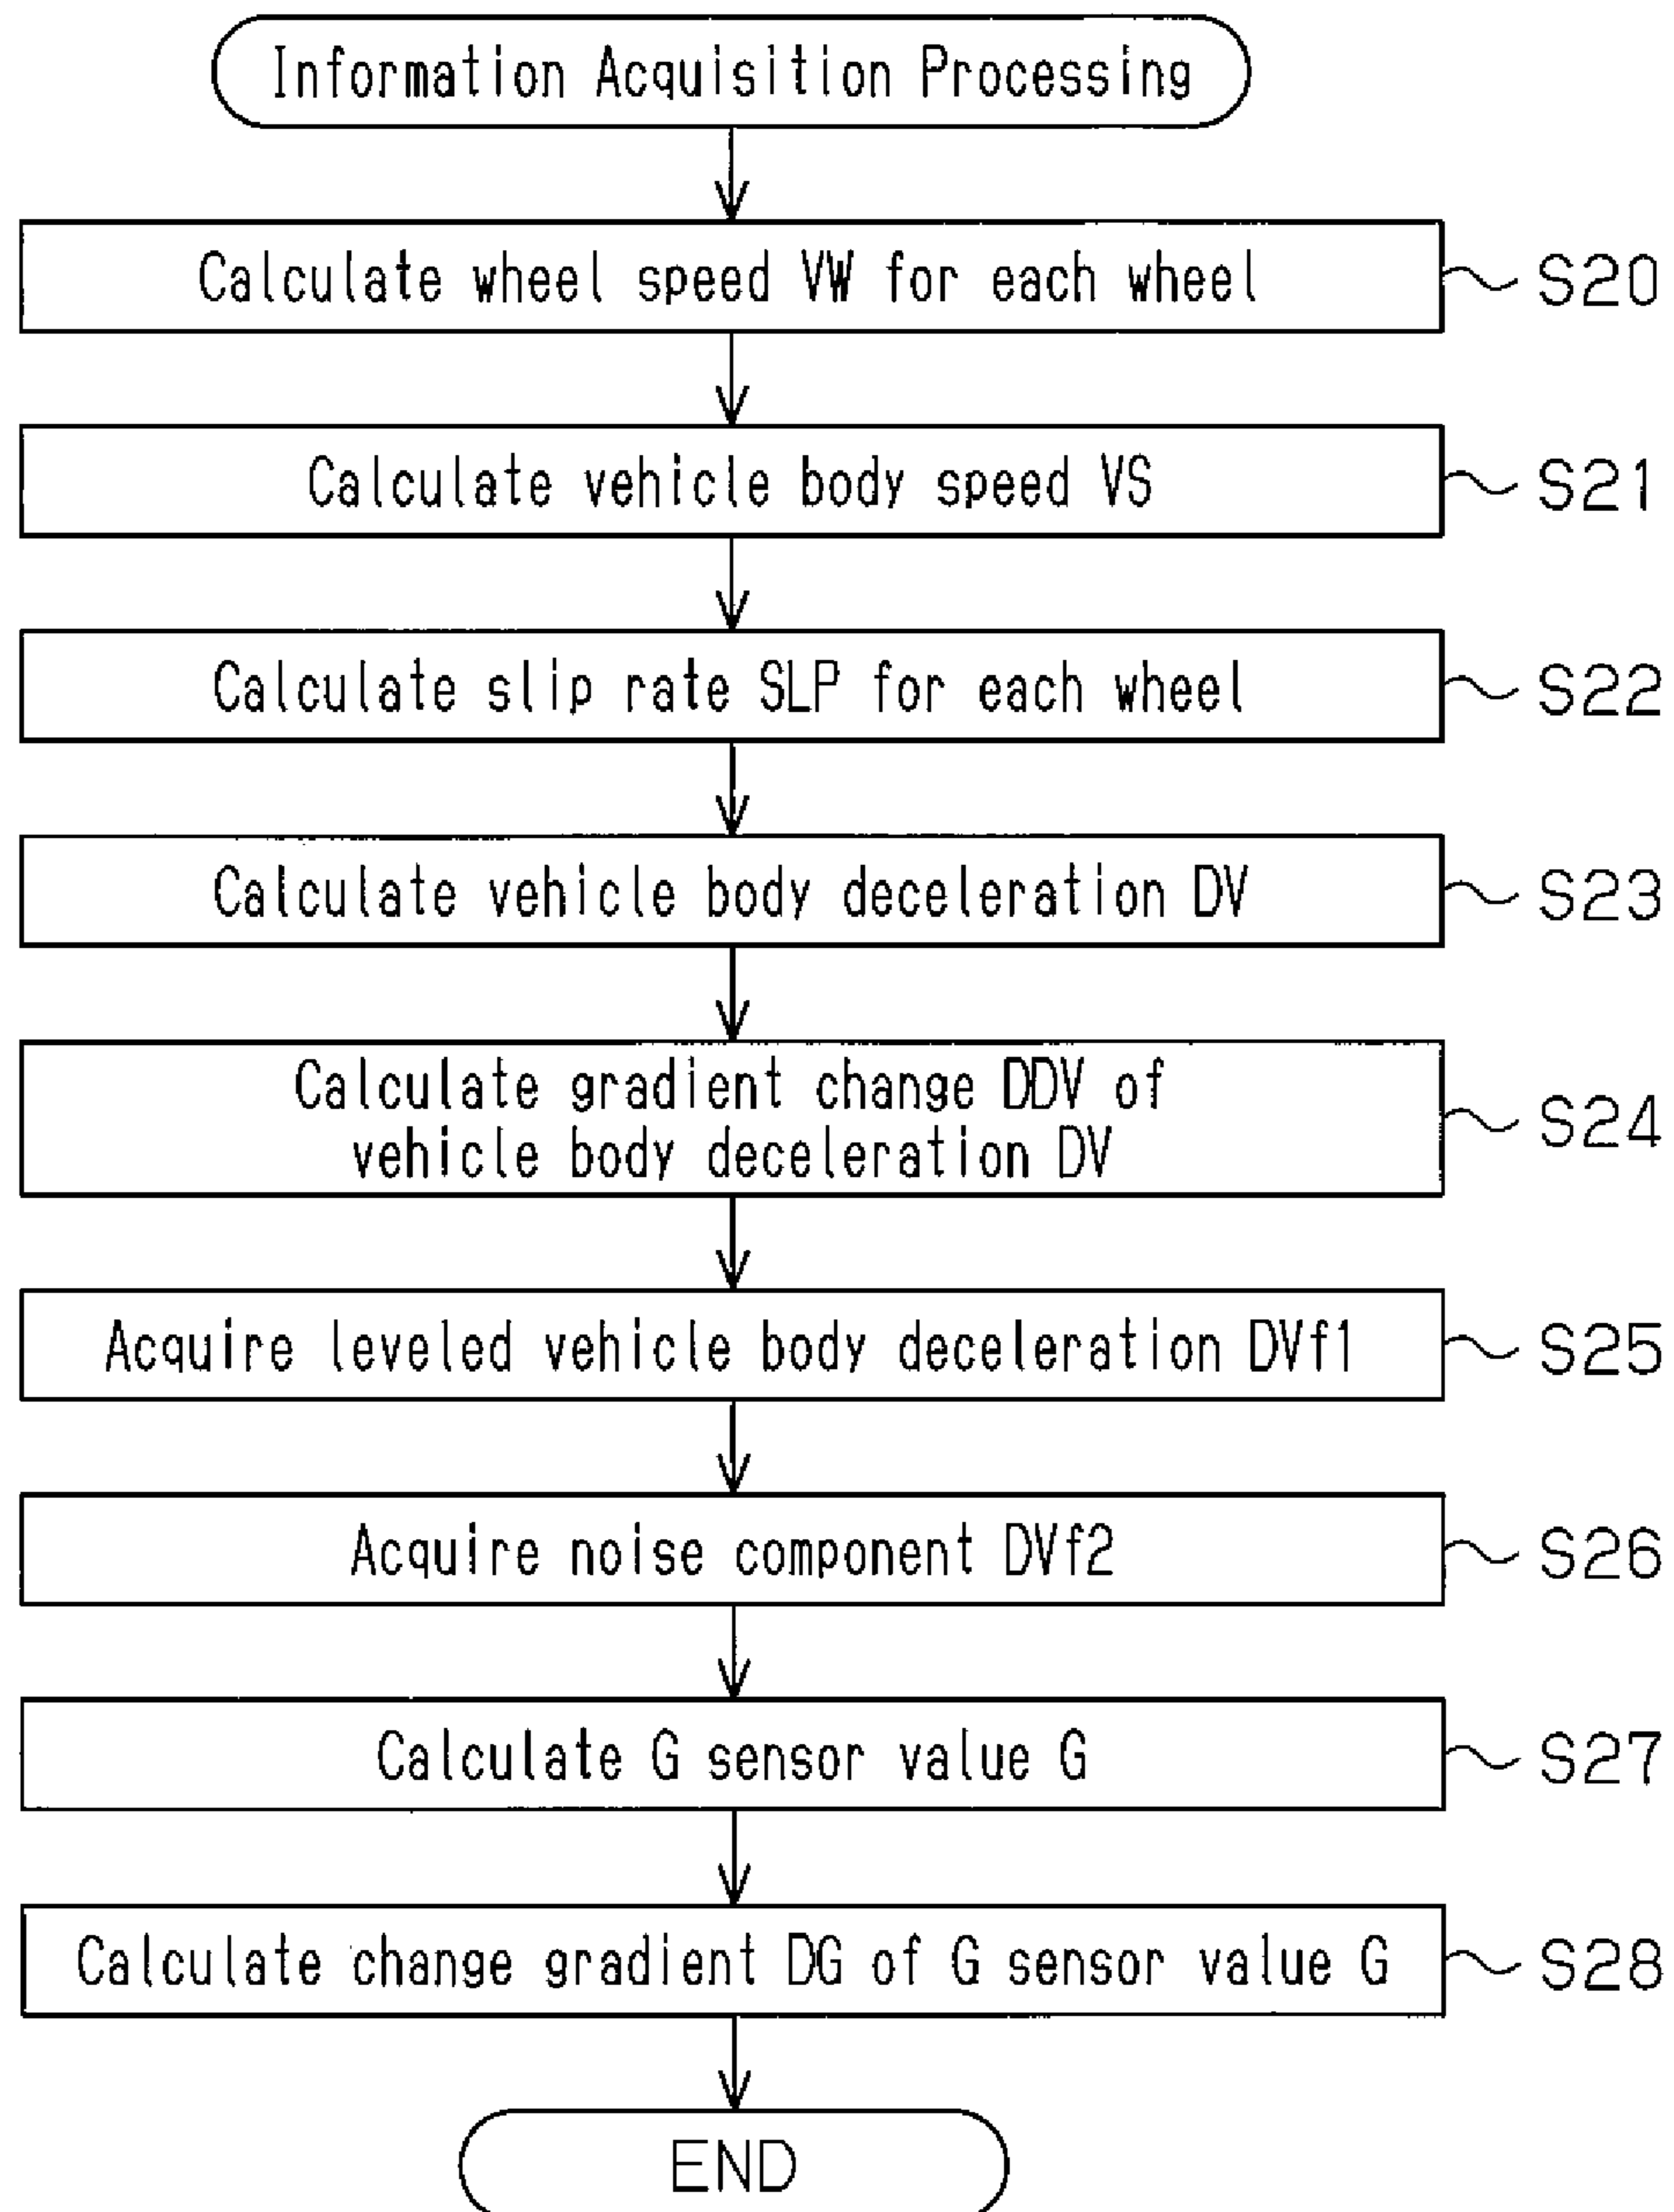 Information Acquisition Processing
Calculate wheel speed VW for each wheel
S20
Calculate vehicle body speed VS
S21
Calculate slip rate SLP for each wheel
S22
Calculate vehicle body deceleration DV
S23
Calculate gradient change DDV of
vehicle body deceleration DV
S24
Acquire leveled vehicle body deceleration DVf1
S25
Acquire noise component DVf2
S26
Calculate G sensor value G
S27
Calculate change gradient DG of G sensor value G
S28
END